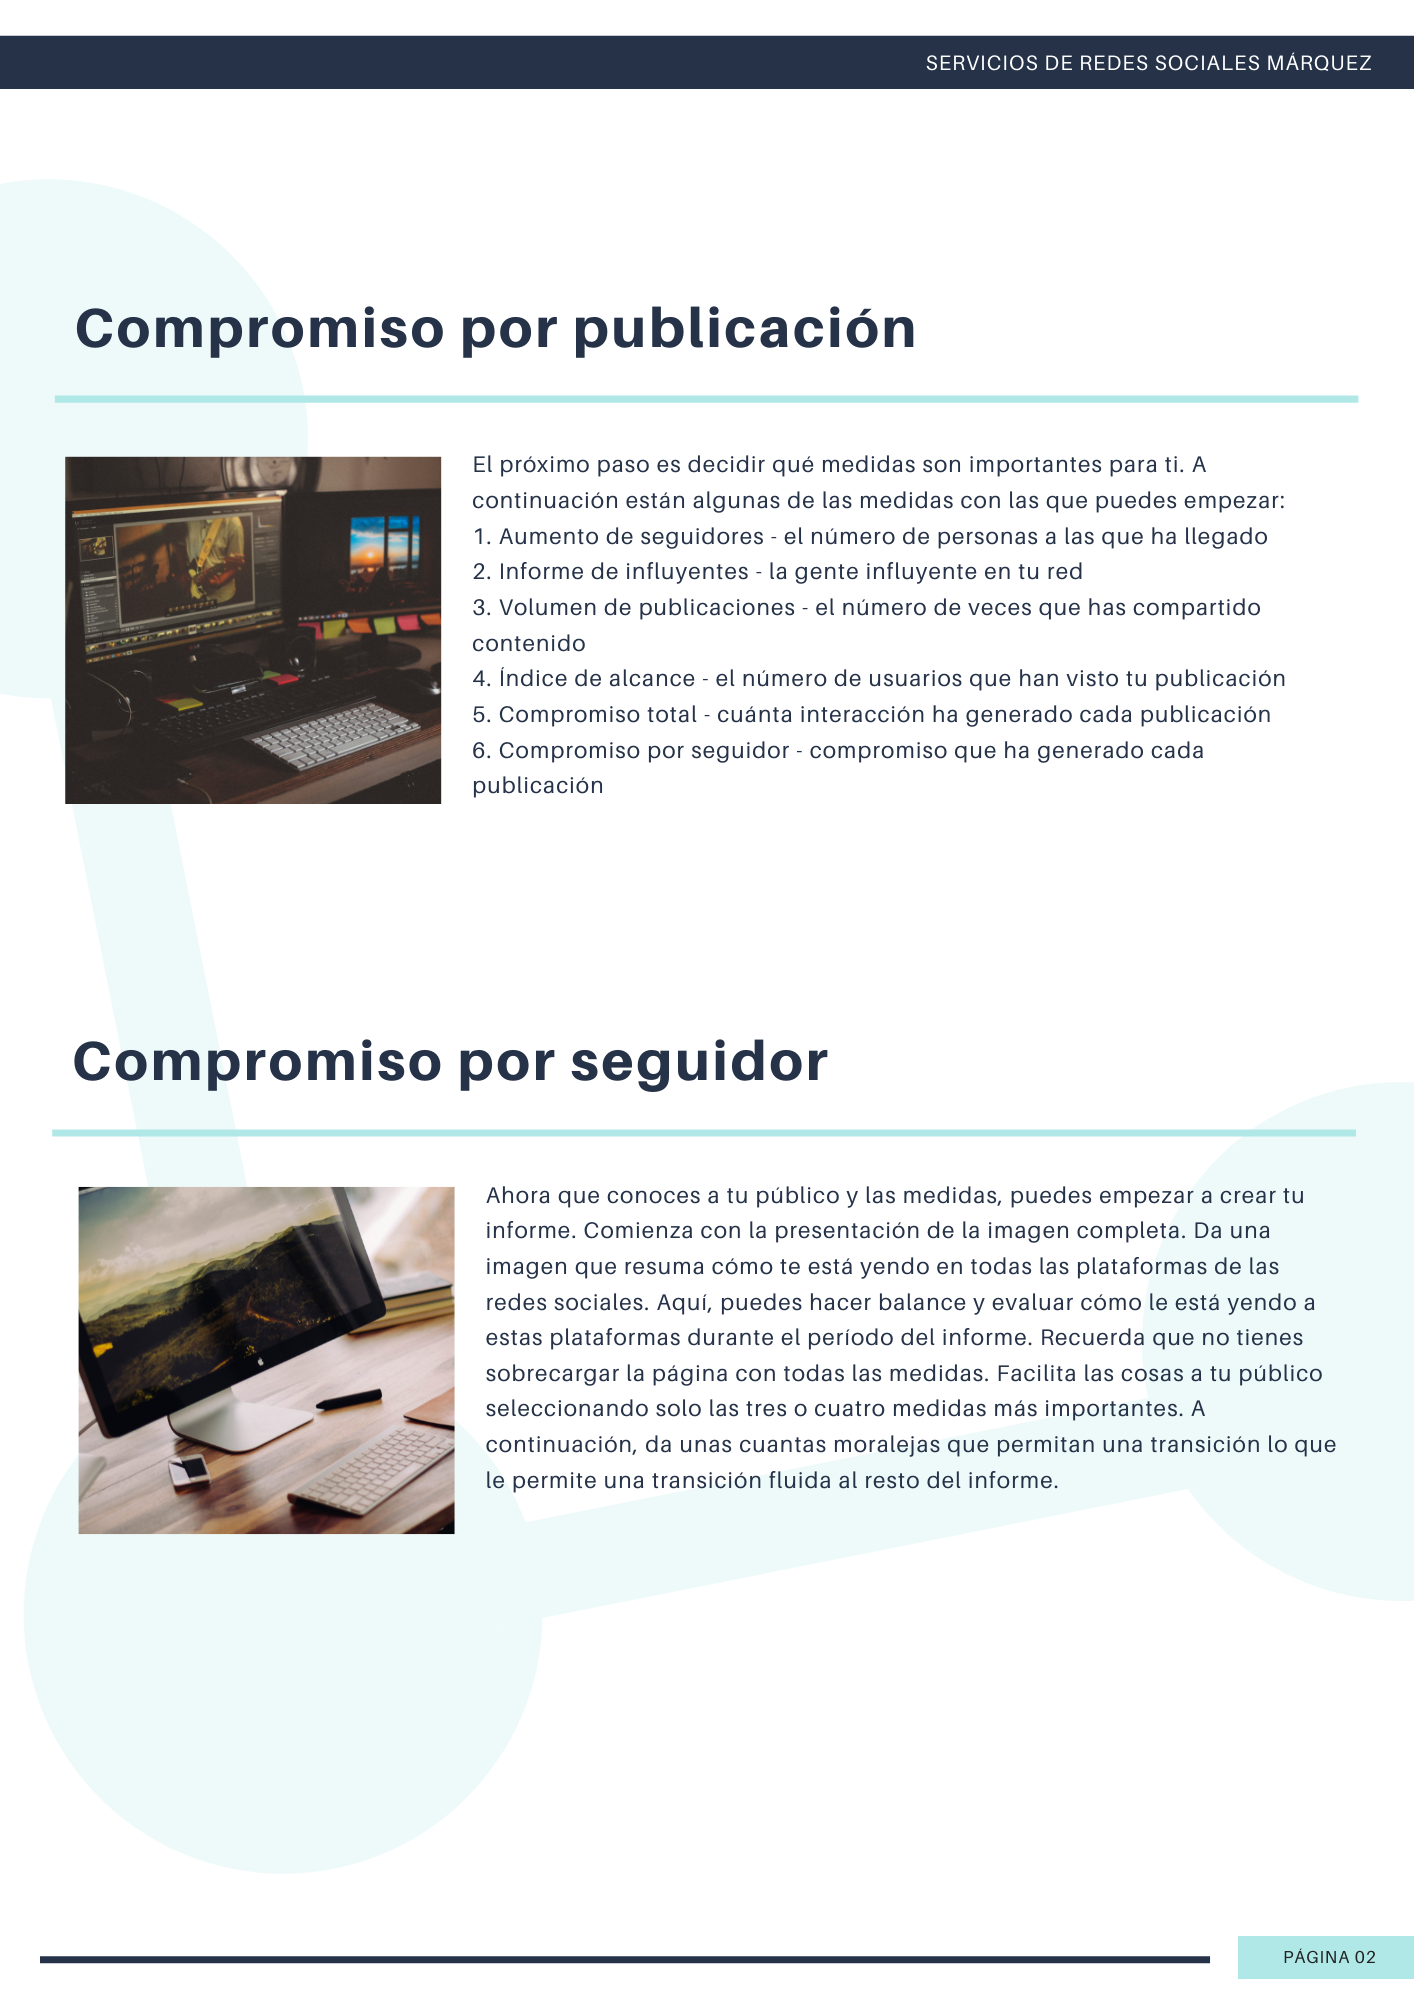 SERVICIOS DE REDES SOCIALES MÁRQUEZ
Compromiso por publicación
El próximo paso es decidir qué medidas son importantes para ti. A
continuación están algunas de las medidas con las que puedes empezar:
1. Aumento de seguidores - el número de personas a las que ha llegado
2. Informe de influyentes - la gente influyente en tu red
3. Volumen de publicaciones - el número de veces que has compartido
contenido
4. Índice de alcance - el número de usuarios que han visto tu publicación
5. Compromiso total - cuánta interacción ha generado cada publicación
6. Compromiso por seguidor - compromiso que ha generado cada
publicación
Compromiso por seguidor
Ahora que conoces a tu público y las medidas, puedes empezar a crear tu
informe. Comienza con la presentación de la imagen completa. Da una
imagen que resuma cómo te está yendo en todas las plataformas de las
redes sociales. Aquí, puedes hacer balance y evaluar cómo le está yendo a
estas plataformas durante el período del informe. Recuerda que no tienes
sobrecargar la página con todas las medidas. Facilita las cosas a tu público
seleccionando solo las tres o cuatro medidas más importantes. A
continuación, da unas cuantas moralejas que permitan una transición lo que
le permite una transición fluida al resto del informe.
PÁGINA 02